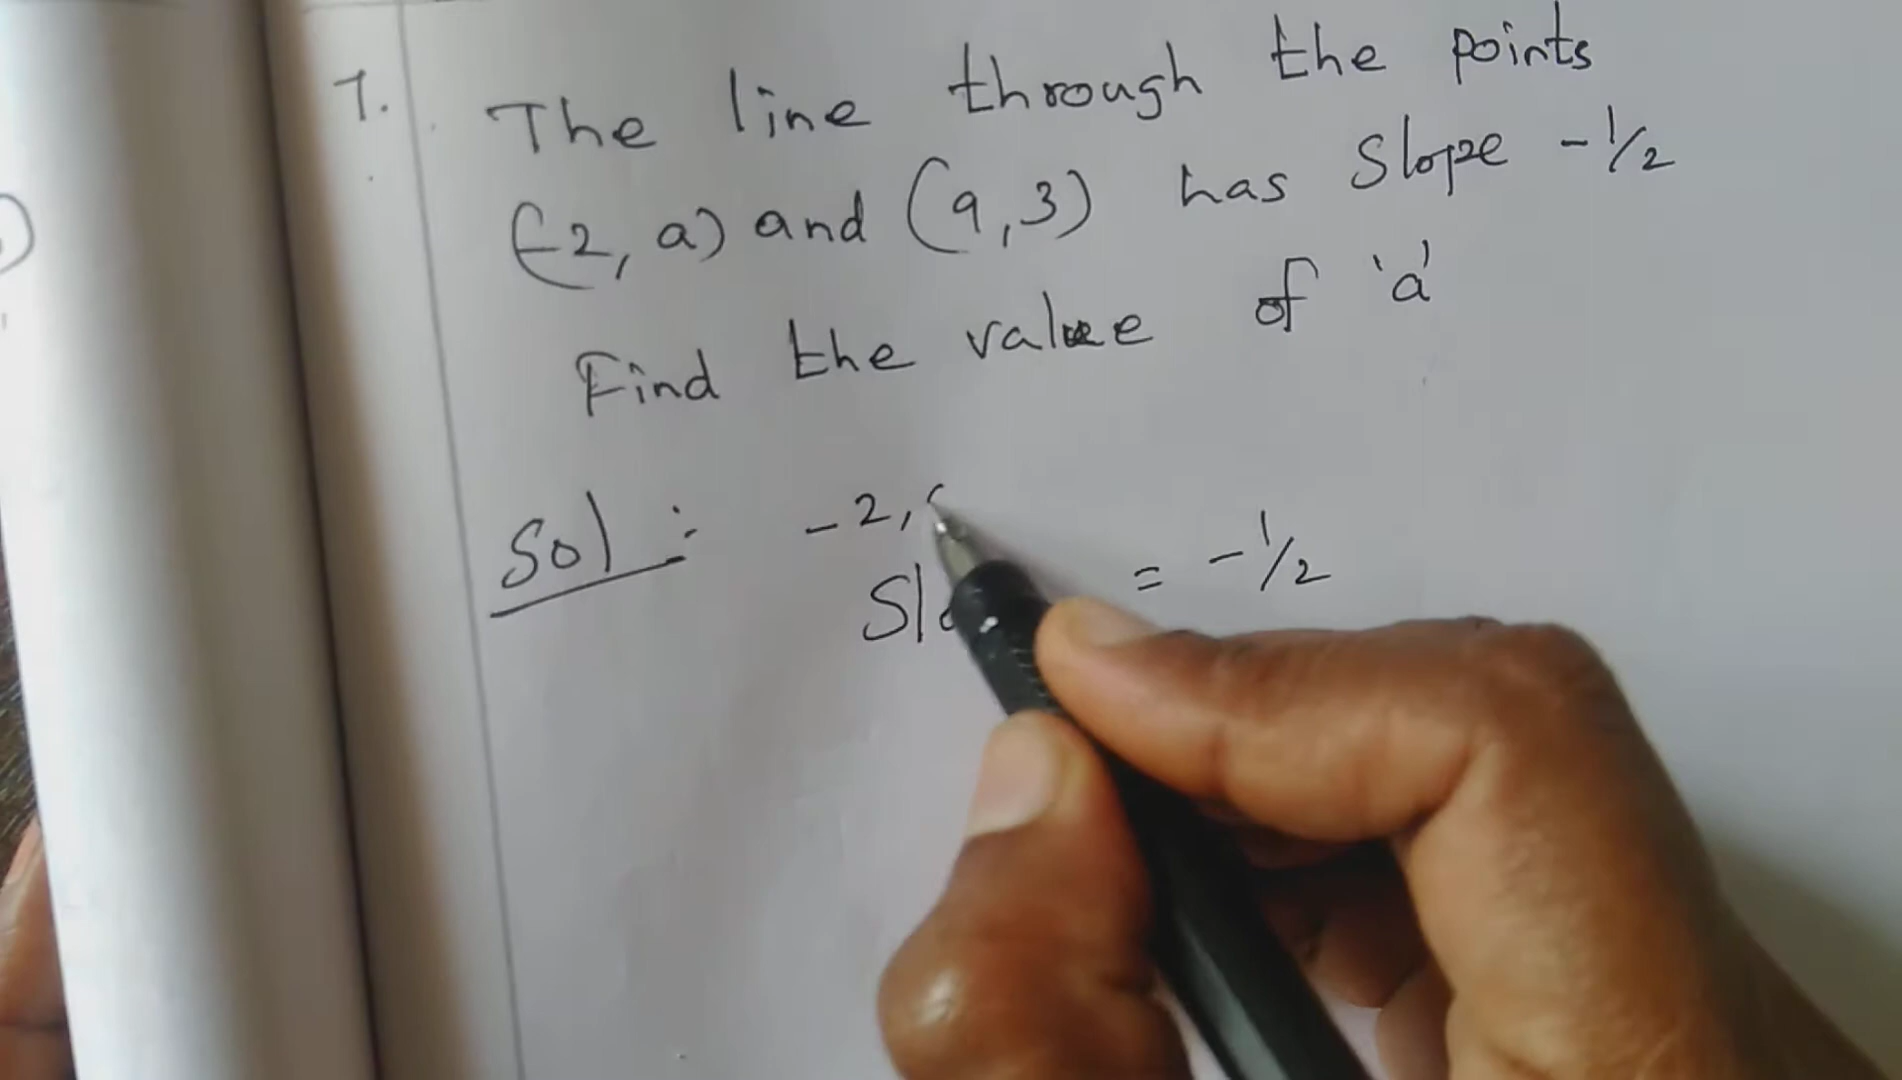 7. The line through the points
(-2, a) and (9,3) has Slope -1/2
Find the value of 'a'
Sol :- -2,
= -1/2